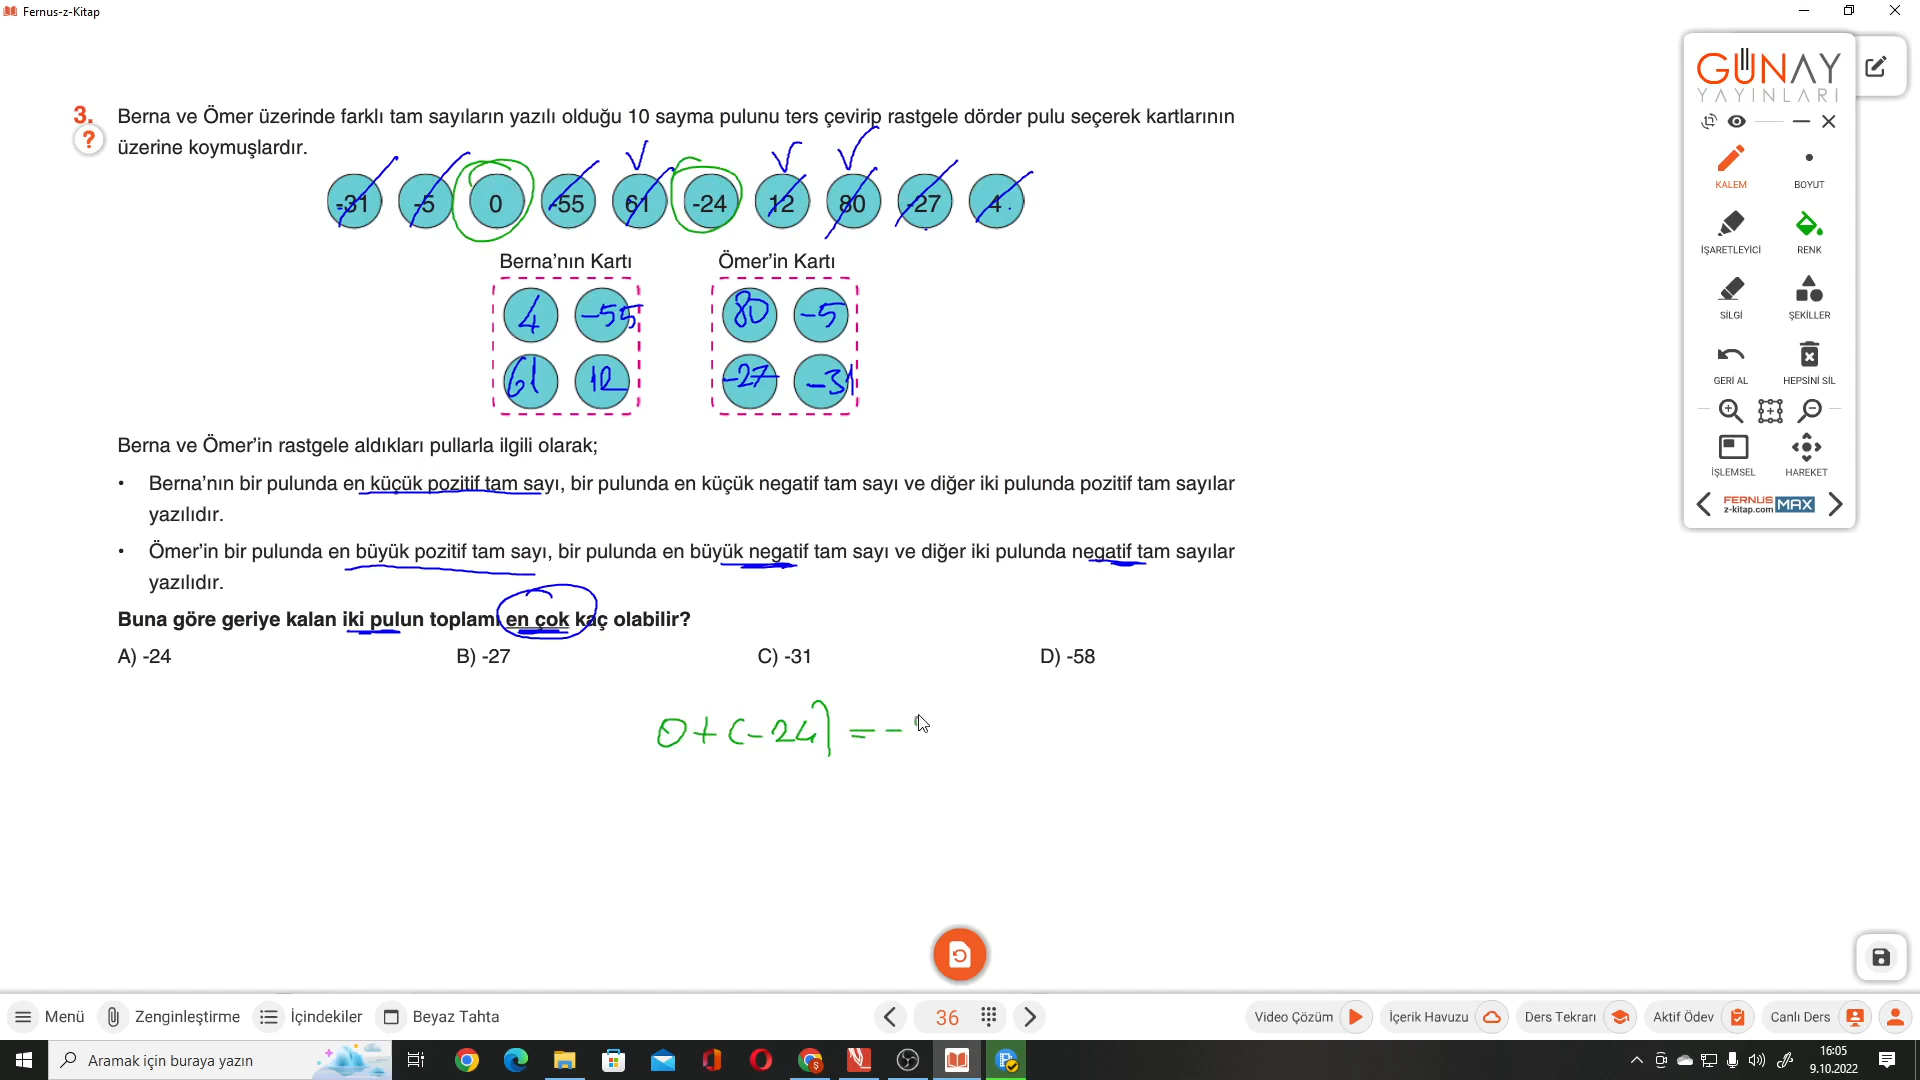 Fernus-z-Kitap
3. Berna ve Ömer üzerinde farklı tam sayıların yazılı olduğu 10 sayma pulunu ters çevirip rastgele dörder pulu seçerek kartlarının
? üzerine koymuşlardır.
-31 -5 0 -55 61 -24 12 80 -27 4
Berna'nın Kartı Ömer'in Kartı
4 -55 80 -5
61 12 -27 -31
Berna ve Ömer'in rastgele aldıkları pullarla ilgili olarak;
• Berna'nın bir pulunda en küçük pozitif tam sayı, bir pulunda en küçük negatif tam sayı ve diğer iki pulunda pozitif tam sayılar
yazılıdır.
• Ömer'in bir pulunda en büyük pozitif tam sayı, bir pulunda en büyük negatif tam sayı ve diğer iki pulunda negatif tam sayılar
yazılıdır.
Buna göre geriye kalan iki pulun toplamı en çok kaç olabilir?
A) -24 B) -27 C) -31 D) -58
0+(-24)=-
GÜNAY
YAYINLARI
KALEM BOYUT
İŞARETLEYİCİ RENK
SİLGİ ŞEKİLLER
GERİ AL HEPSİNİ SİL
İŞLEMSEL HAREKET
FERNUS
z-kitap.com MAX
Menü Zenginleştirme İçindekiler Beyaz Tahta 36 Video Çözüm İçerik Havuzu Ders Tekrarı Aktif Ödev Canlı Ders
Aramak için buraya yazın
16:05
9.10.2022